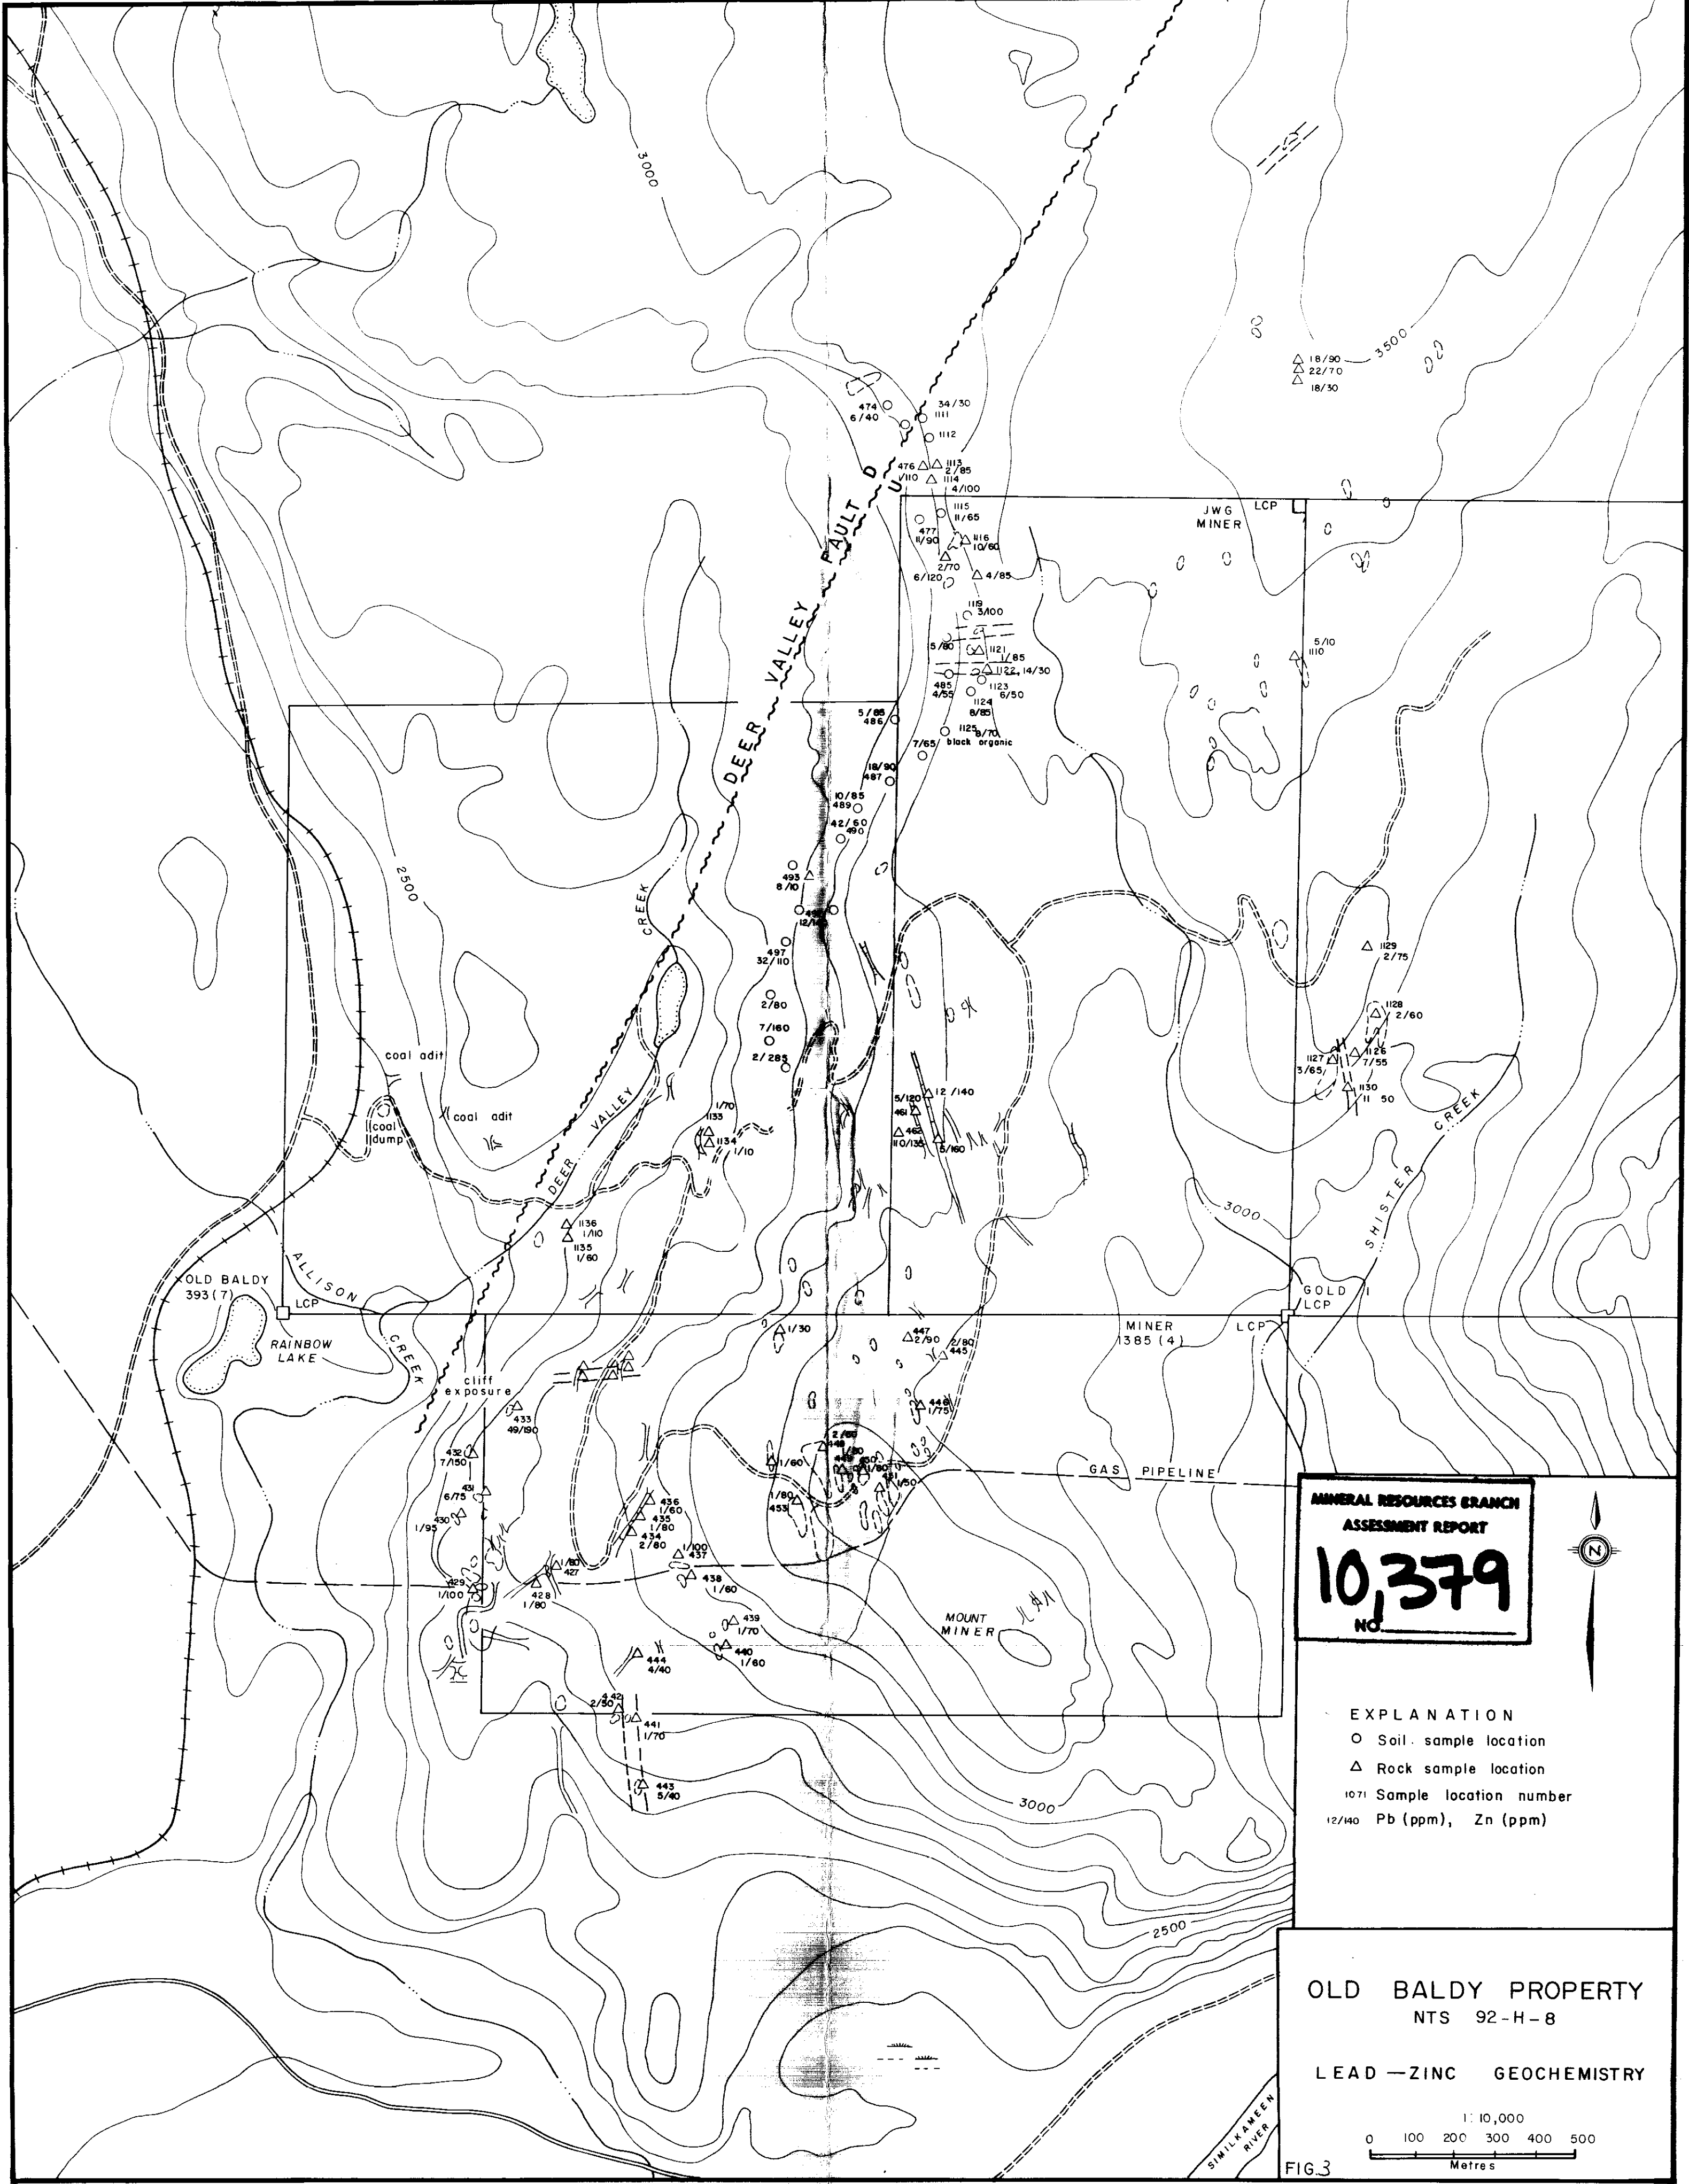 3000
3500
18/90
22/70
18/30
474
6/40
34/30
1111
1112
476
1/110
1113
2/85
1114
4/100
D
U
1115
11/65
477
11/90
1116
10/60
2/70
6/120
4/85
JWG
MINER
LCP
1119
3/100
5/80
1121
1/85
1122, 14/30
485
4/55
1123
6/50
1124
8/85
5/10
1110
DEER VALLEY FAULT
5/85
486
1125
8/70
black organic
7/65
18/90
487
10/85
489
42/60
490
2500
493
8/10
CREEK
497
32/110
1129
2/75
2/80
7/160
2/285
1128
2/60
coal adit
1127
3/65
1126
7/55
1130
11 50
coal adit
coal
dump
VALLEY
DEER
1/70
1133
1134
1/10
5/120
461
12/140
462
110/135
5/160
CREEK
SHISTER
3000
1136
1/110
1135
1/60
ALLISON
CREEK
OLD BALDY
393(7)
LCP
RAINBOW
LAKE
GOLD 1
LCP
MINER
1385(4)
LCP
1/30
447
2/90
2/80
445
cliff
exposure
433
49/190
446
1/75
432
7/150
1/60
GAS PIPELINE
431
6/75
430
1/95
1/80
453
1/50
436
1/60
435
1/80
434
2/80
1/100
437
438
1/60
429
1/100
1/80
427
428
1/80
439
1/70
440
1/60
MOUNT
MINER
444
4/40
442
2/50
441
1/70
443
5/40
3000
2500
MINERAL RESOURCES BRANCH
ASSESSMENT REPORT
10,379
NO.
N
EXPLANATION
Soil sample location
Rock sample location
1071 Sample location number
12/140 Pb (ppm), Zn (ppm)
OLD BALDY PROPERTY
NTS 92-H-8
LEAD—ZINC GEOCHEMISTRY
1:10,000
0 100 200 300 400 500
Metres
SIMILKAMEEN
RIVER
FIG.3